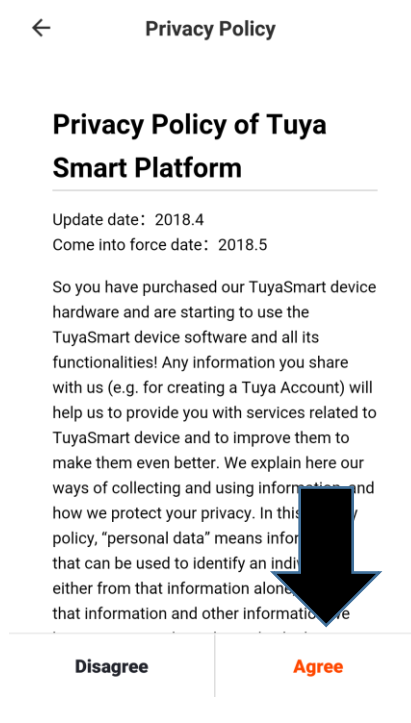 Privacy Policy
Privacy Policy of Tuya
Smart Platform
Update date：2018.4
Come into force date：2018.5
So you have purchased our TuyaSmart device
hardware and are starting to use the
TuyaSmart device software and all its
functionalities! Any information you share
with us (e.g. for creating a Tuya Account) will
help us to provide you with services related to
TuyaSmart device and to improve them to
make them even better. We explain here our
ways of collecting and using information and
how we protect your privacy. In this
policy, “personal data” means
that can be used to identify an
either from that information
that information and other
Disagree
Agree